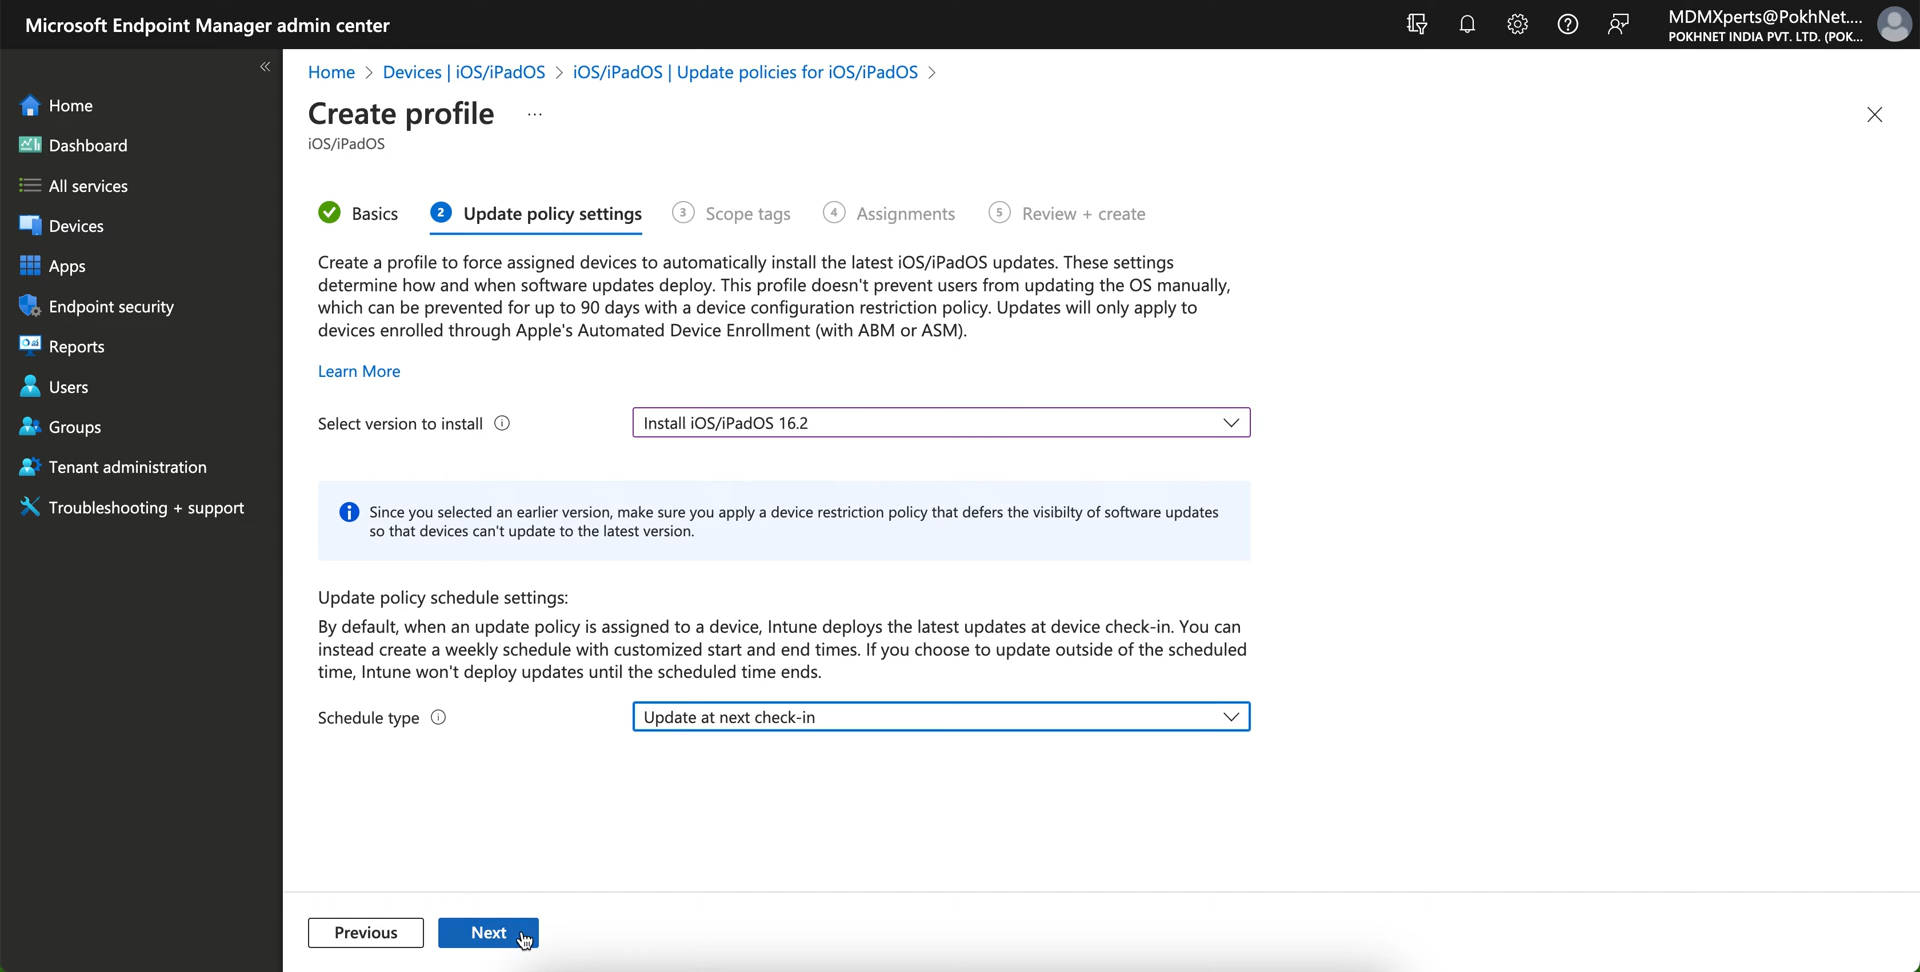 Microsoft Endpoint Manager admin center
MDMXperts@PokhNet....
POKHNET INDIA PVT. LTD. (POK...
«
Home
Dashboard
All services
Devices
Apps
Endpoint security
Reports
Users
Groups
Tenant administration
Troubleshooting + support
Home > Devices | iOS/iPadOS > iOS/iPadOS | Update policies for iOS/iPadOS >
Create profile ...
iOS/iPadOS
Basics 2 Update policy settings 3 Scope tags 4 Assignments 5 Review + create
Create a profile to force assigned devices to automatically install the latest iOS/iPadOS updates. These settings
determine how and when software updates deploy. This profile doesn't prevent users from updating the OS manually,
which can be prevented for up to 90 days with a device configuration restriction policy. Updates will only apply to
devices enrolled through Apple's Automated Device Enrollment (with ABM or ASM).
Learn More
Select version to install Install iOS/iPadOS 16.2
Since you selected an earlier version, make sure you apply a device restriction policy that defers the visibilty of software updates
so that devices can't update to the latest version.
Update policy schedule settings:
By default, when an update policy is assigned to a device, Intune deploys the latest updates at device check-in. You can
instead create a weekly schedule with customized start and end times. If you choose to update outside of the scheduled
time, Intune won't deploy updates until the scheduled time ends.
Schedule type Update at next check-in
Previous Next